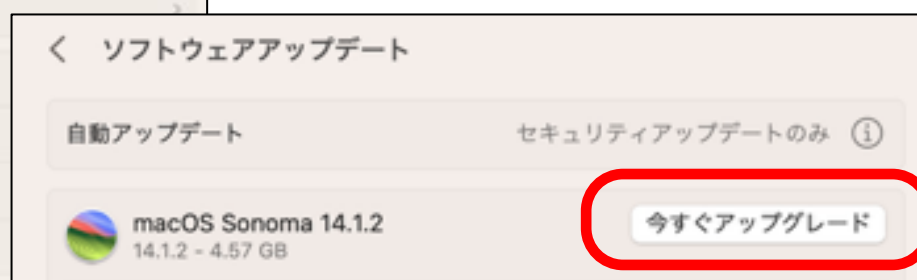 ソフトウェアアップデート
自動アップデート セキュリティアップデートのみ
macOS Sonoma 14.1.2 今すぐアップグレード
14.1.2 – 4.57 GB